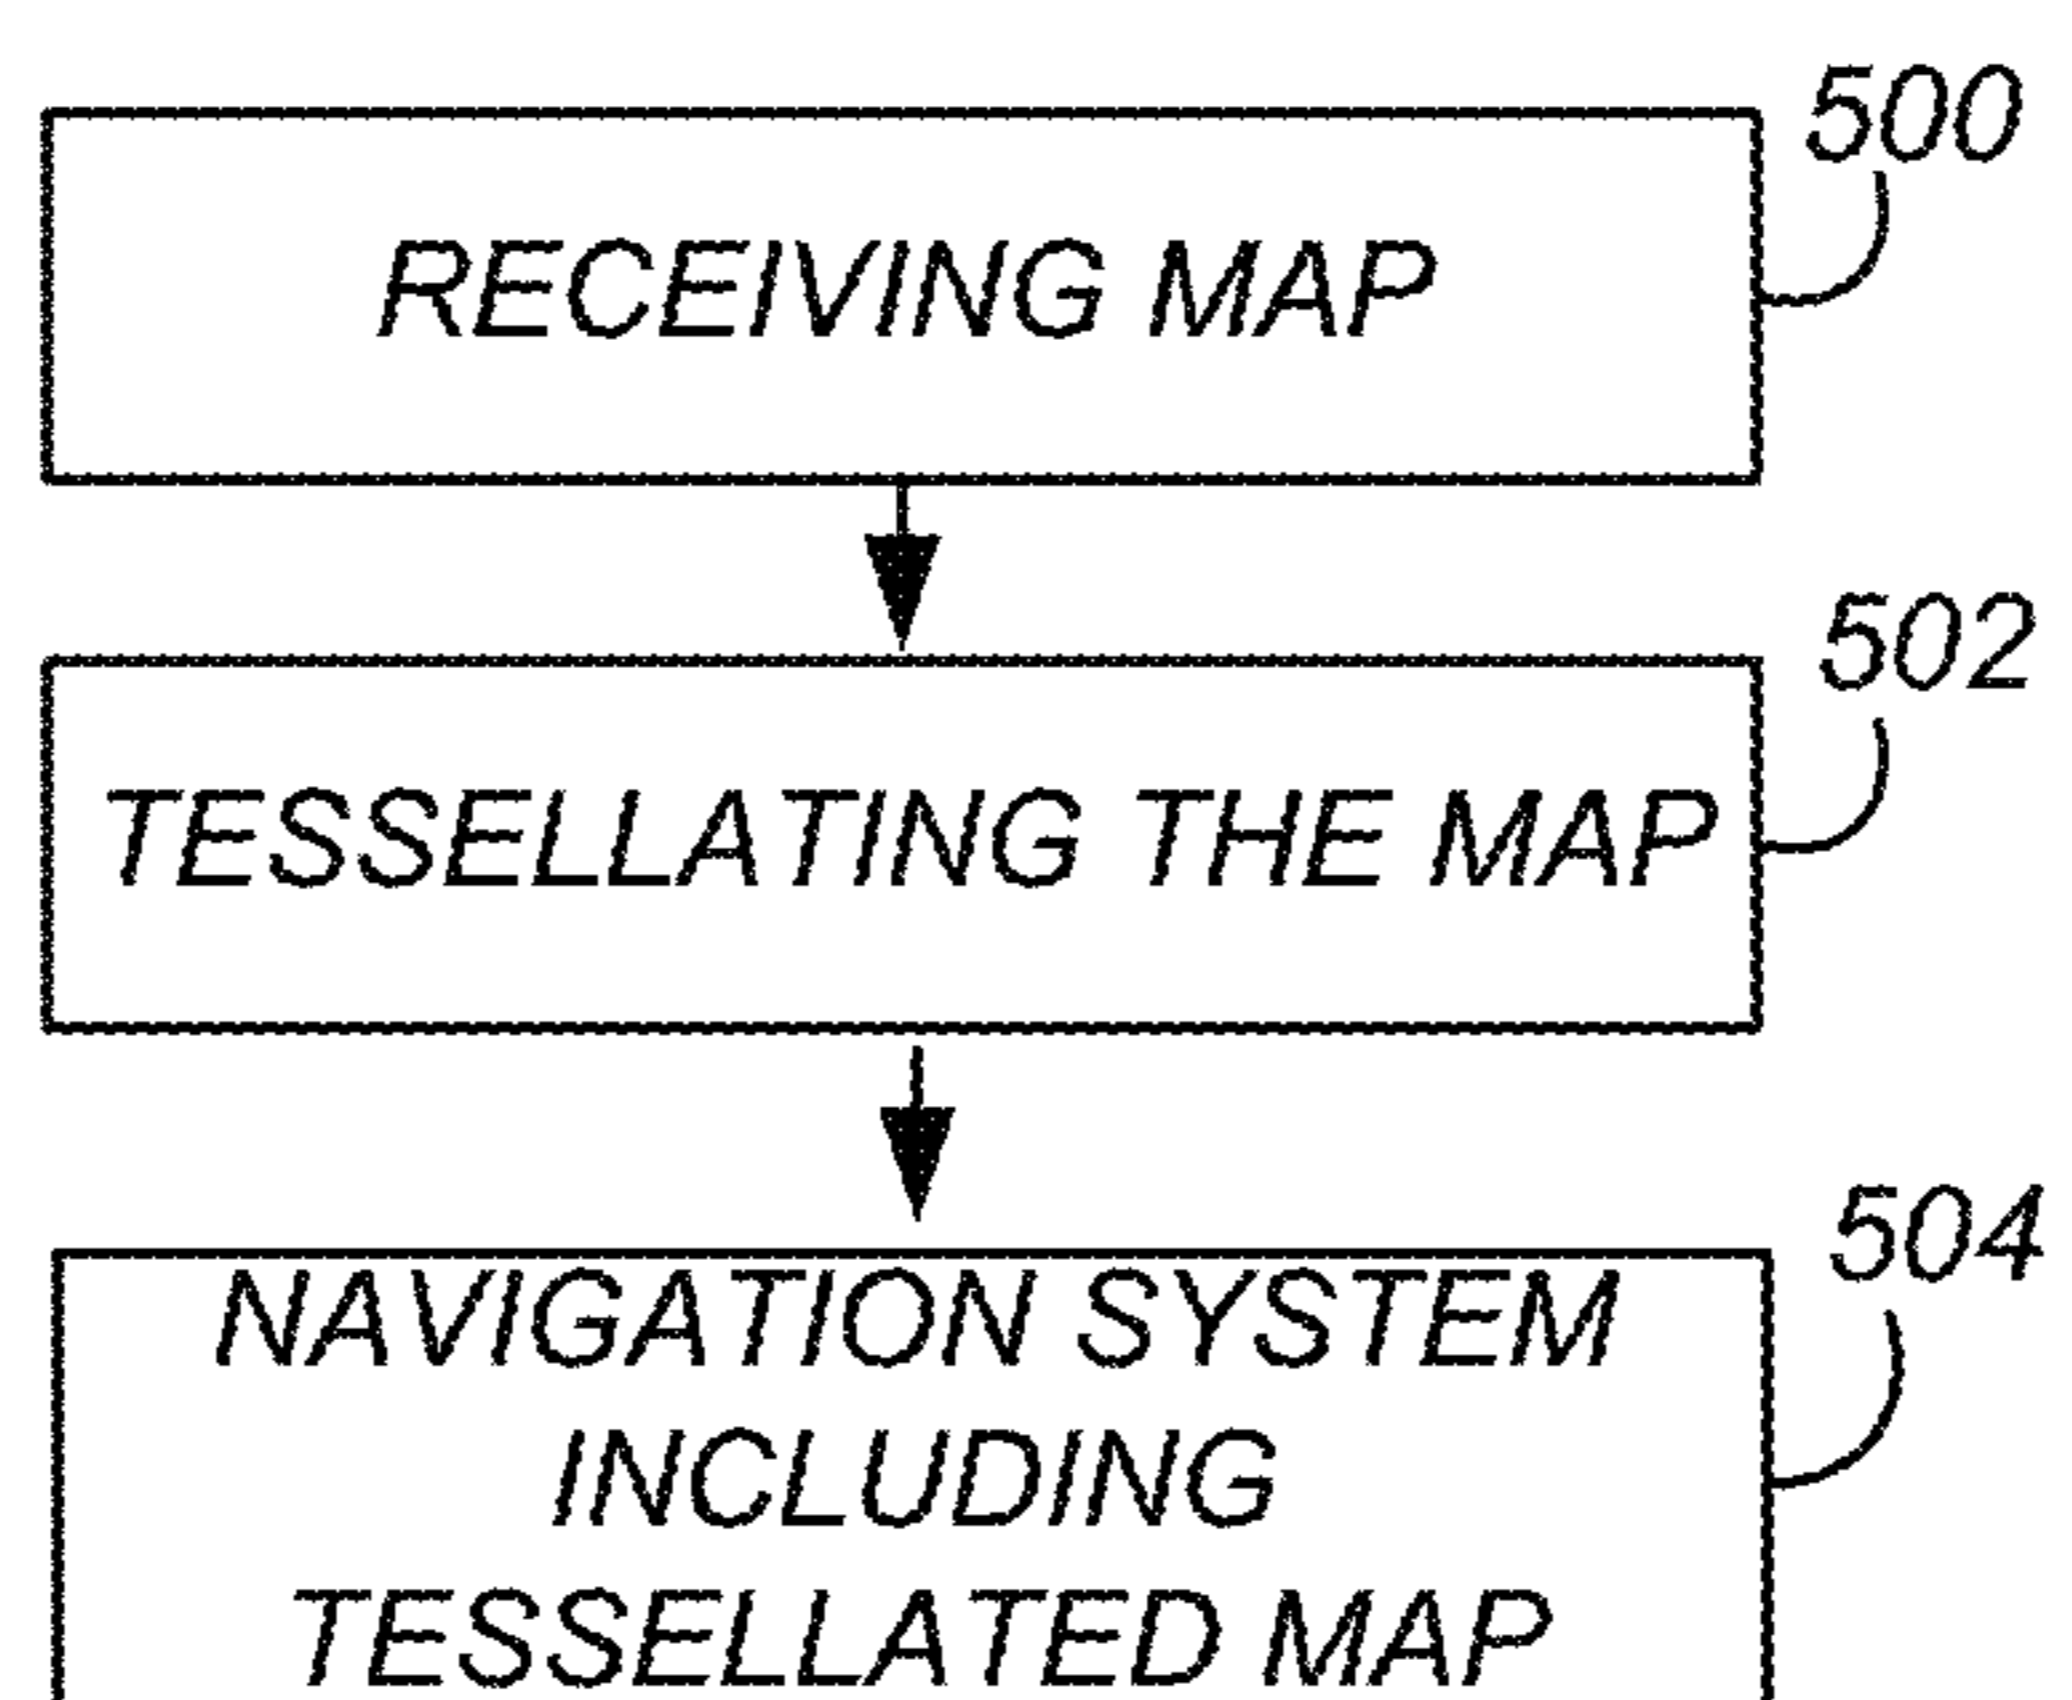 500
RECEIVING MAP
502
TESSELLATING THE MAP
504
NAVIGATION SYSTEM
INCLUDING
TESSELLATED MAP